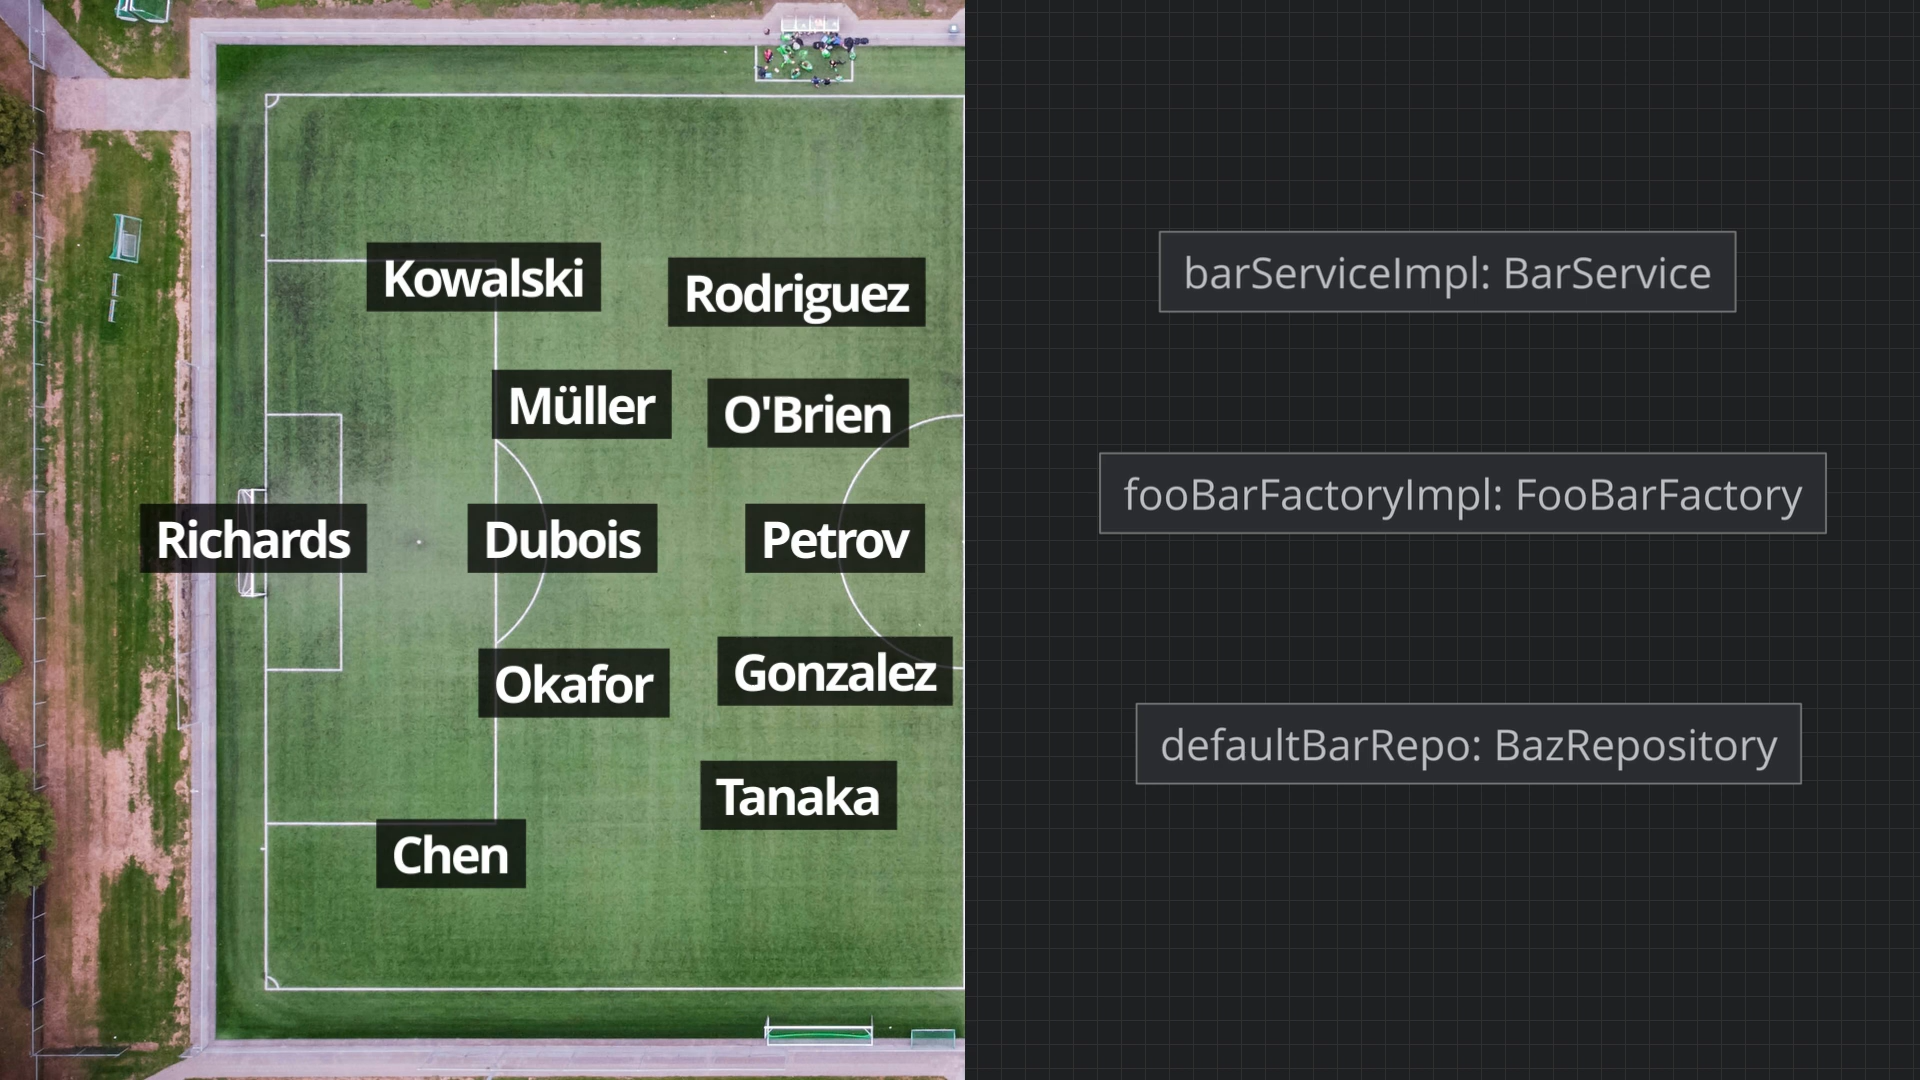 Kowalski
Rodriguez
Müller
O'Brien
Richards
Dubois
Petrov
Okafor
Gonzalez
Tanaka
Chen
barServiceImpl: BarService
fooBarFactoryImpl: FooBarFactory
defaultBarRepo: BazRepository